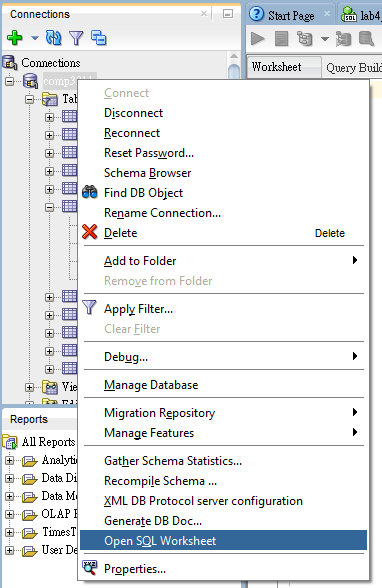 Connections
Start Page
lab4
Worksheet
Query Build
Connections
Connect
Disconnect
Reconnect
Reset Password...
Schema Browser
Find DB Object
Rename Connection...
Delete Delete
Add to Folder
Remove from Folder
Apply Filter...
Clear Filter
Debug...
Manage Database
Migration Repository
Manage Features
Gather Schema Statistics...
Recompile Schema ...
XML DB Protocol server configuration
Generate DB Doc...
Open SQL Worksheet
Properties...
Tab
Vie
Reports
All Reports
Analytic
Data Di
Data Mo
OLAP
TimesT
User De